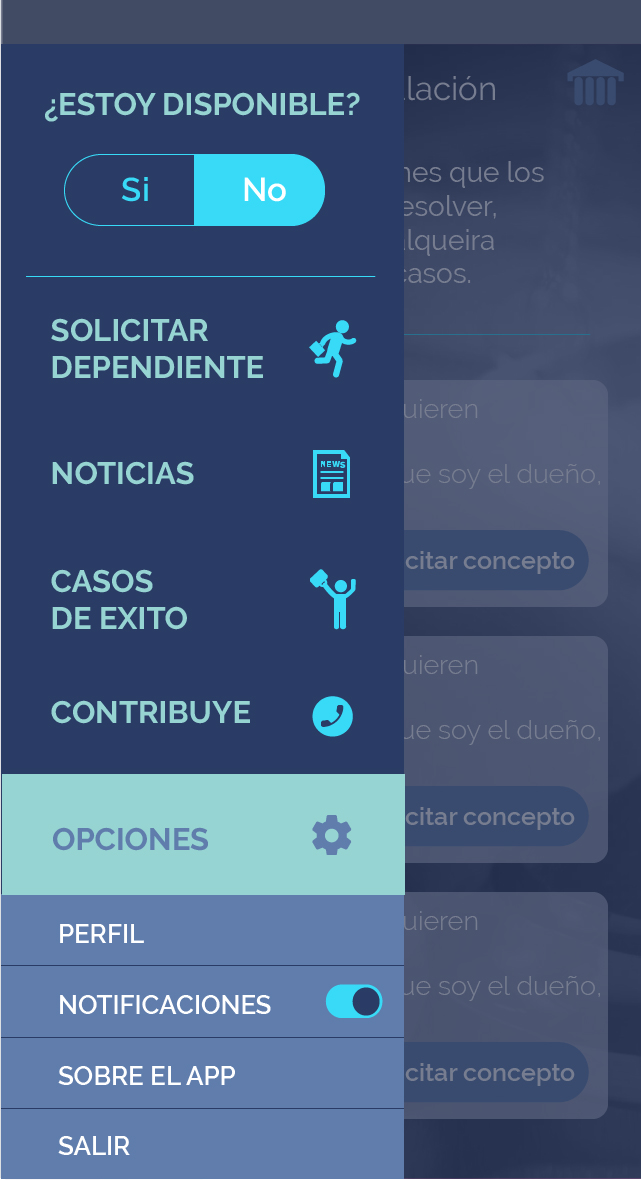 ¿ESTOY DISPONIBLE?
Si No
SOLICITAR
DEPENDIENTE
NOTICIAS
NEWS
CASOS
DE EXITO
CONTRIBUYE
OPCIONES
PERFIL
NOTIFICACIONES
SOBRE EL APP
SALIR
lación
nes que los
esolver,
lqueira
casos.
uieren
ue soy el dueño,
citar concepto
uieren
ue soy el dueño,
citar concepto
uieren
ue soy el dueño,
citar concepto